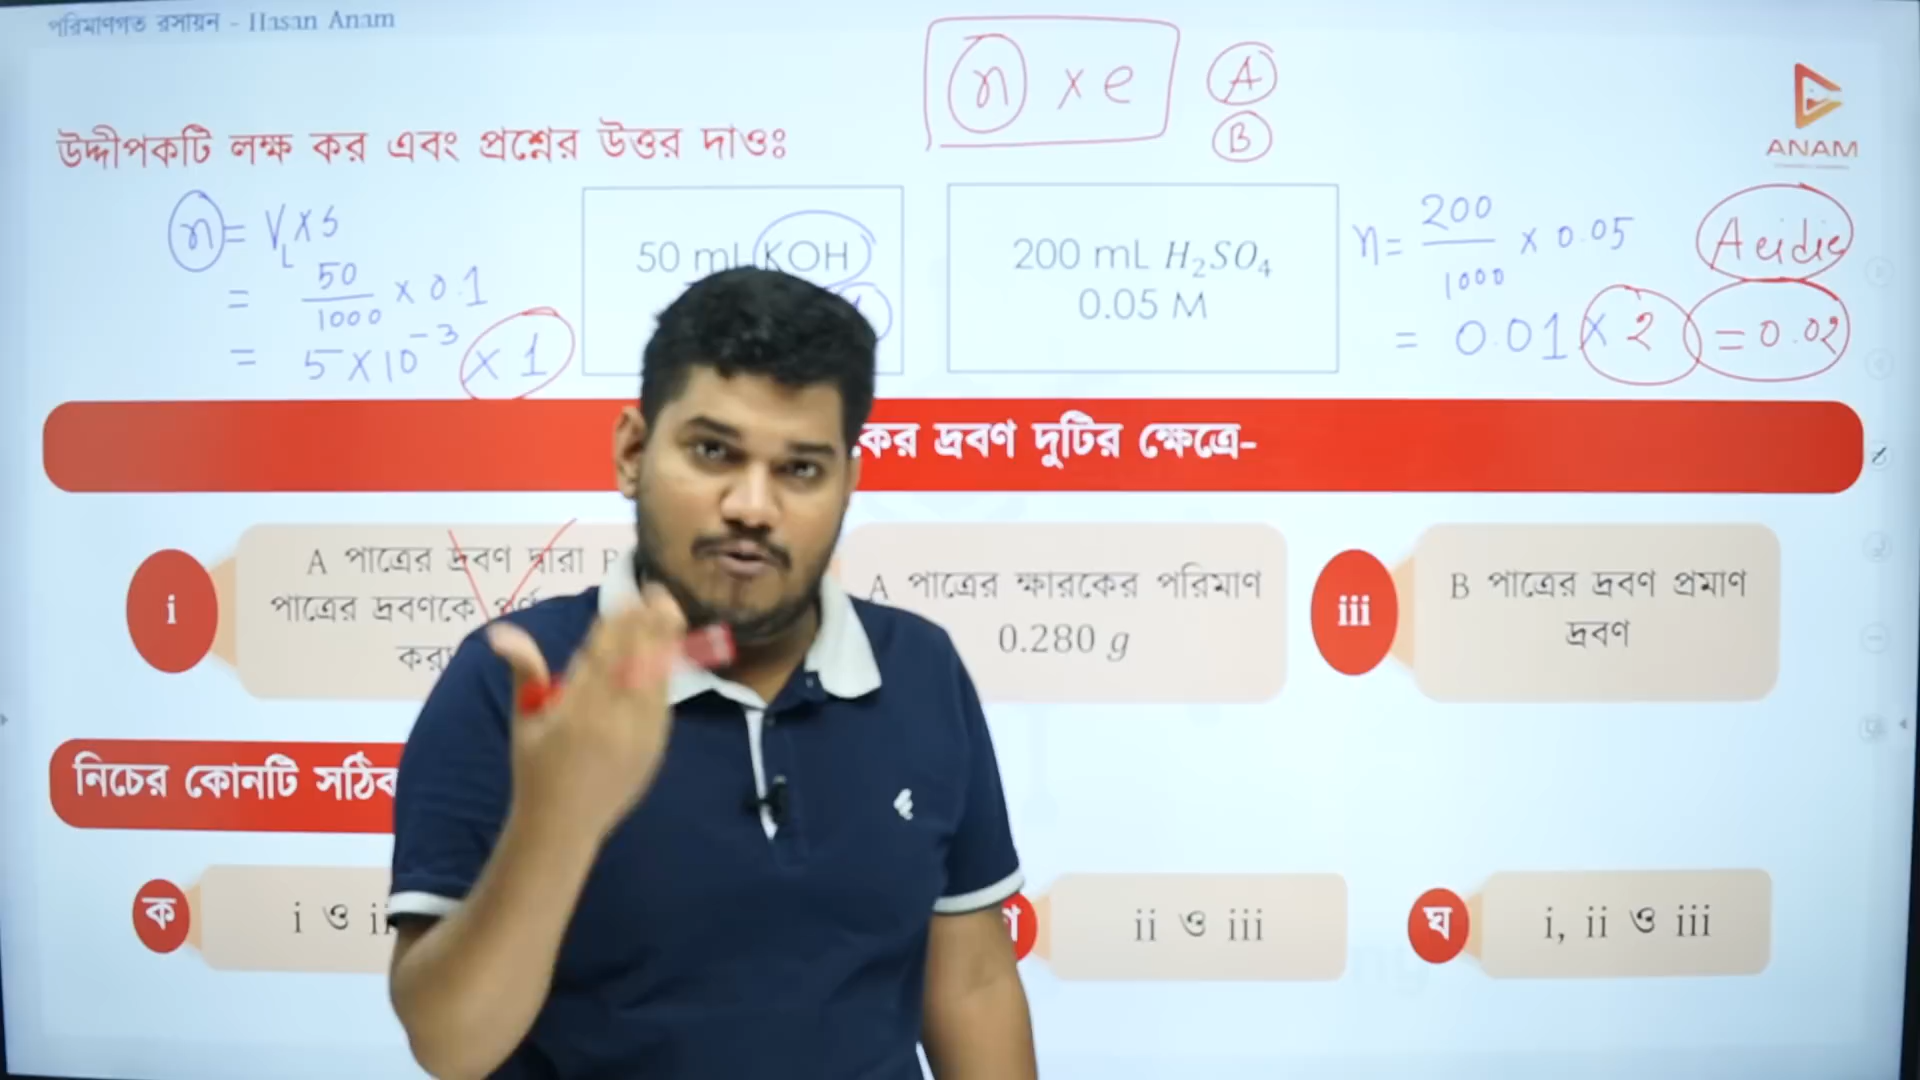 পরিমাণগত রসায়ন - Hasan Anam
n × e
A
B
ANAM
উদ্দীপকটি লক্ষ কর এবং প্রশ্নের উত্তর দাওঃ
n = V_L × S
= 50/1000 × 0.1
= 5 × 10⁻³ × 1
50 mL KOH
200 mL H₂SO₄
0.05 M
n = 200/1000 × 0.05
= 0.01 × 2 = 0.02
Acidic
কের দ্রবণ দুটির ক্ষেত্রে-
i
A পাত্রের দ্রবণ দ্বারা
পাত্রের দ্রবণকে
A পাত্রের ক্ষারকের পরিমাণ
0.280 g
iii
B পাত্রের দ্রবণ প্রমাণ
দ্রবণ
নিচের কোনটি
ক
i ও
ii ও iii
ঘ
i, ii ও iii